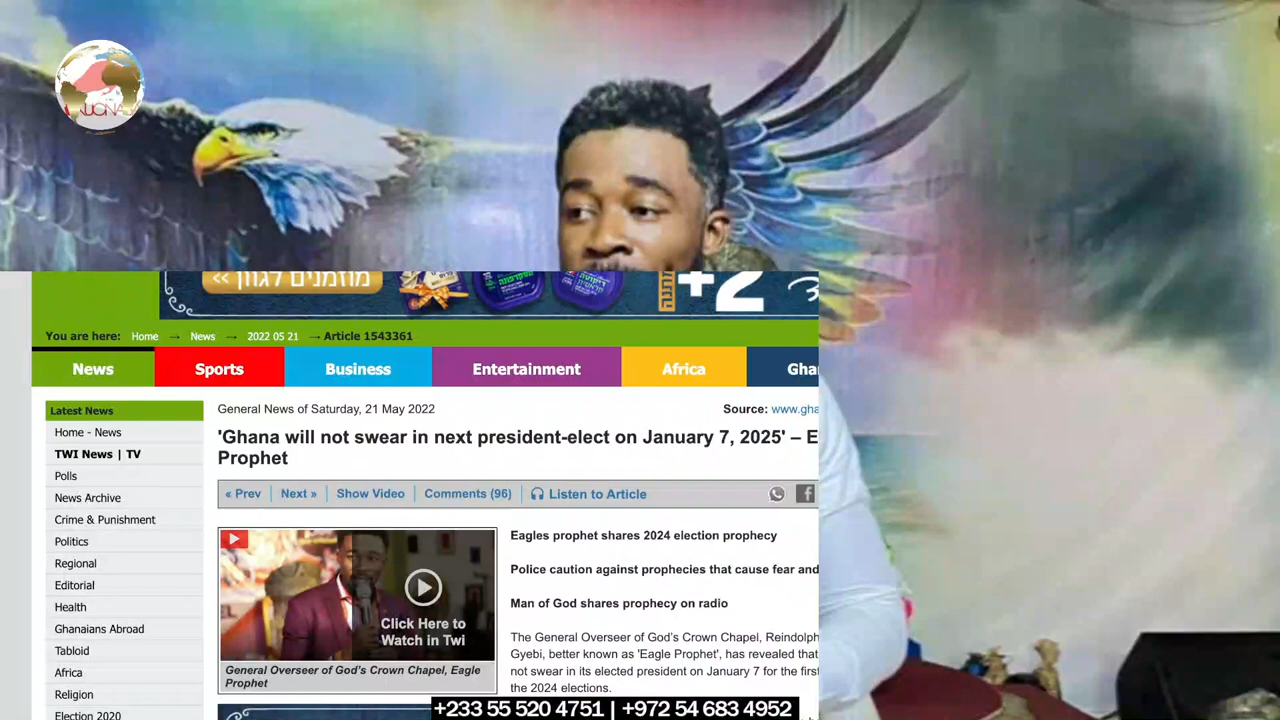 « מוזמנים לגוון
+2
You are here: Home → News → 2022 05 21 → Article 1543361
News Sports Business Entertainment Africa Gha
Latest News
Home - News
TWI News | TV
Polls
News Archive
Crime & Punishment
Politics
Regional
Editorial
Health
Ghanaians Abroad
Tabloid
Africa
Religion
Election 2020
General News of Saturday, 21 May 2022
Source: www.gha
'Ghana will not swear in next president-elect on January 7, 2025' – E
Prophet
« Prev Next » Show Video Comments (96) Listen to Article
Click Here to
Watch in Twi
General Overseer of God's Crown Chapel, Eagle
Prophet
Eagles prophet shares 2024 election prophecy
Police caution against prophecies that cause fear and
Man of God shares prophecy on radio
The General Overseer of God's Crown Chapel, Reindolph
Gyebi, better known as 'Eagle Prophet', has revealed that
not swear in its elected president on January 7 for the first
the 2024 elections.
+233 55 520 4751 | +972 54 683 4952